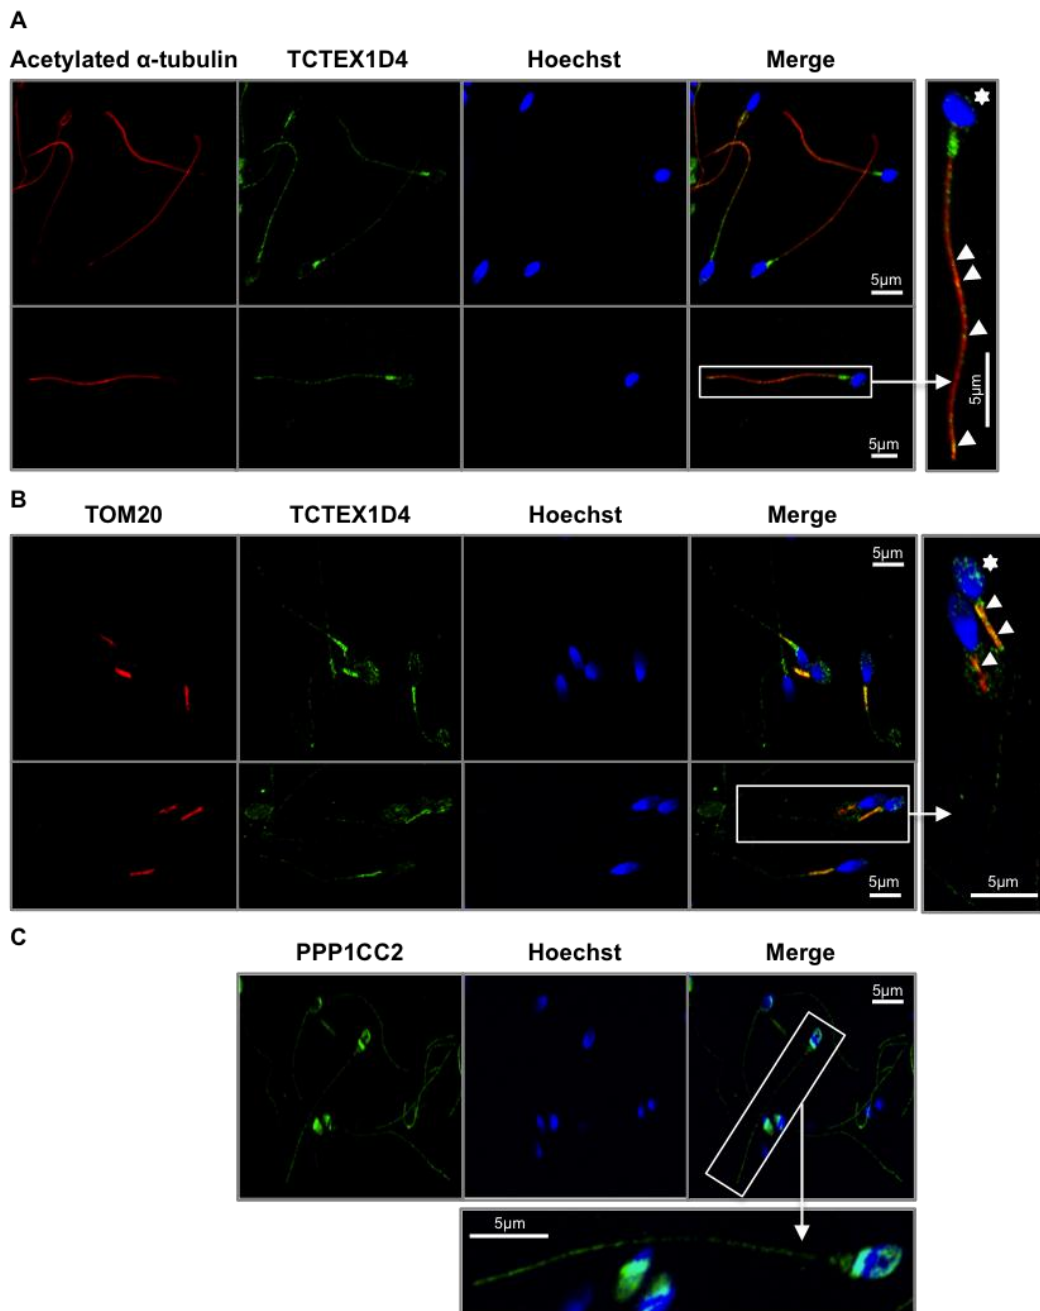 A
Acetylated α-tubulin TCTEX1D4 Hoechst Merge
5µm
5µm
5µm
B
TOM20 TCTEX1D4 Hoechst Merge
5µm
5µm
5µm
C
PPP1CC2 Hoechst Merge
5µm
5µm